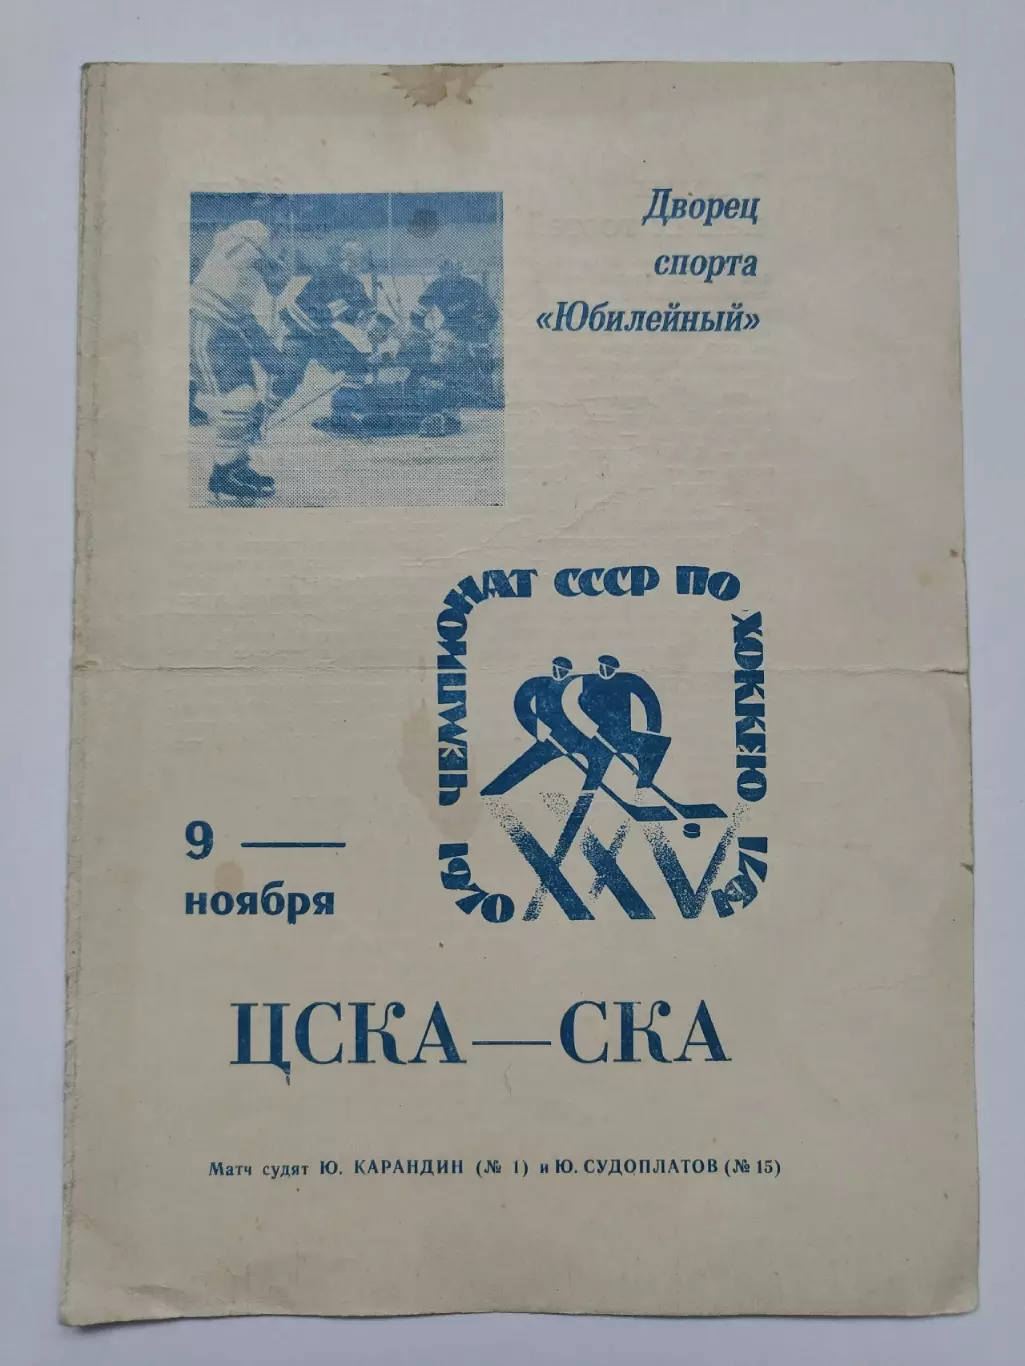 Дворец
спорта
«Юбилейный»
ЧЕМПИОНАТ СССР ПО ХОККЕЮ
1970 XXV 1971
9 —
ноября
ЦСКА—СКА
Матч судят Ю. КАРАНДИН (№ 1) и Ю. СУДОПЛАТОВ (№ 15)